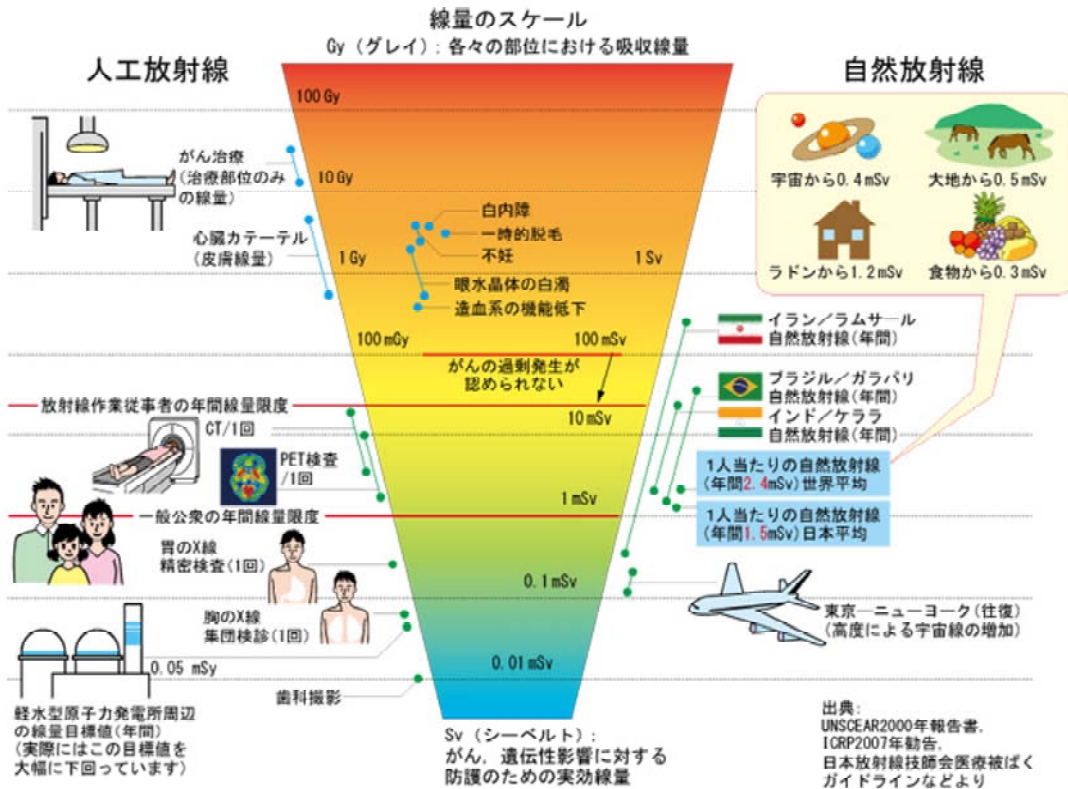 線量のスケール
Gy（グレイ）：各々の部位における吸収線量
人工放射線
自然放射線
100 Gy
がん治療
（治療部位のみ
の線量）
10 Gy
心臓カテーテル
（皮膚線量）
1 Gy
白内障
一時的脱毛
不妊
1 Sv
眼水晶体の白濁
造血系の機能低下
宇宙から0.4 mSv
大地から0.5 mSv
ラドンから1.2 mSv
食物から0.3 mSv
100 mGy
100 mSv
がんの過剰発生が
認められない
イラン／ラムサール
自然放射線（年間）
ブラジル／ガラパリ
自然放射線（年間）
インド／ケララ
自然放射線（年間）
放射線作業従事者の年間線量限度
10 mSv
CT/1回
PET検査
/1回
1人当たりの自然放射線
（年間2.4mSv）世界平均
1 mSv
一般公衆の年間線量限度
1人当たりの自然放射線
（年間1.5mSv）日本平均
胃のX線
精密検査（1回）
0.1 mSv
胸のX線
集団検診（1回）
東京―ニューヨーク（往復）
（高度による宇宙線の増加）
0.05 mSy
0.01 mSv
歯科撮影
軽水型原子力発電所周辺
の線量目標値（年間）
（実際にはこの目標値を
大幅に下回っています）
Sv（シーベルト）：
がん，遺伝性影響に対する
防護のための実効線量
出典：
UNSCEAR2000年報告書，
ICRP2007年勧告，
日本放射線技師会医療被ばく
ガイドラインなどより